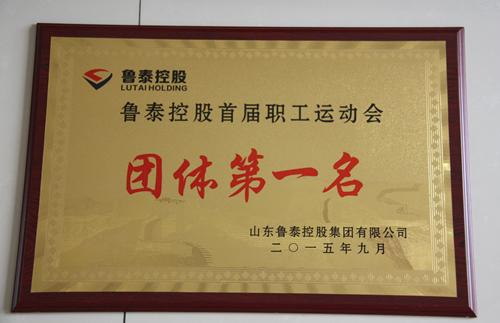 鲁泰控股
LUTAI HOLDING
鲁泰控股首届职工运动会
团体第一名
山东鲁泰控股集团有限公司
二〇一五年九月